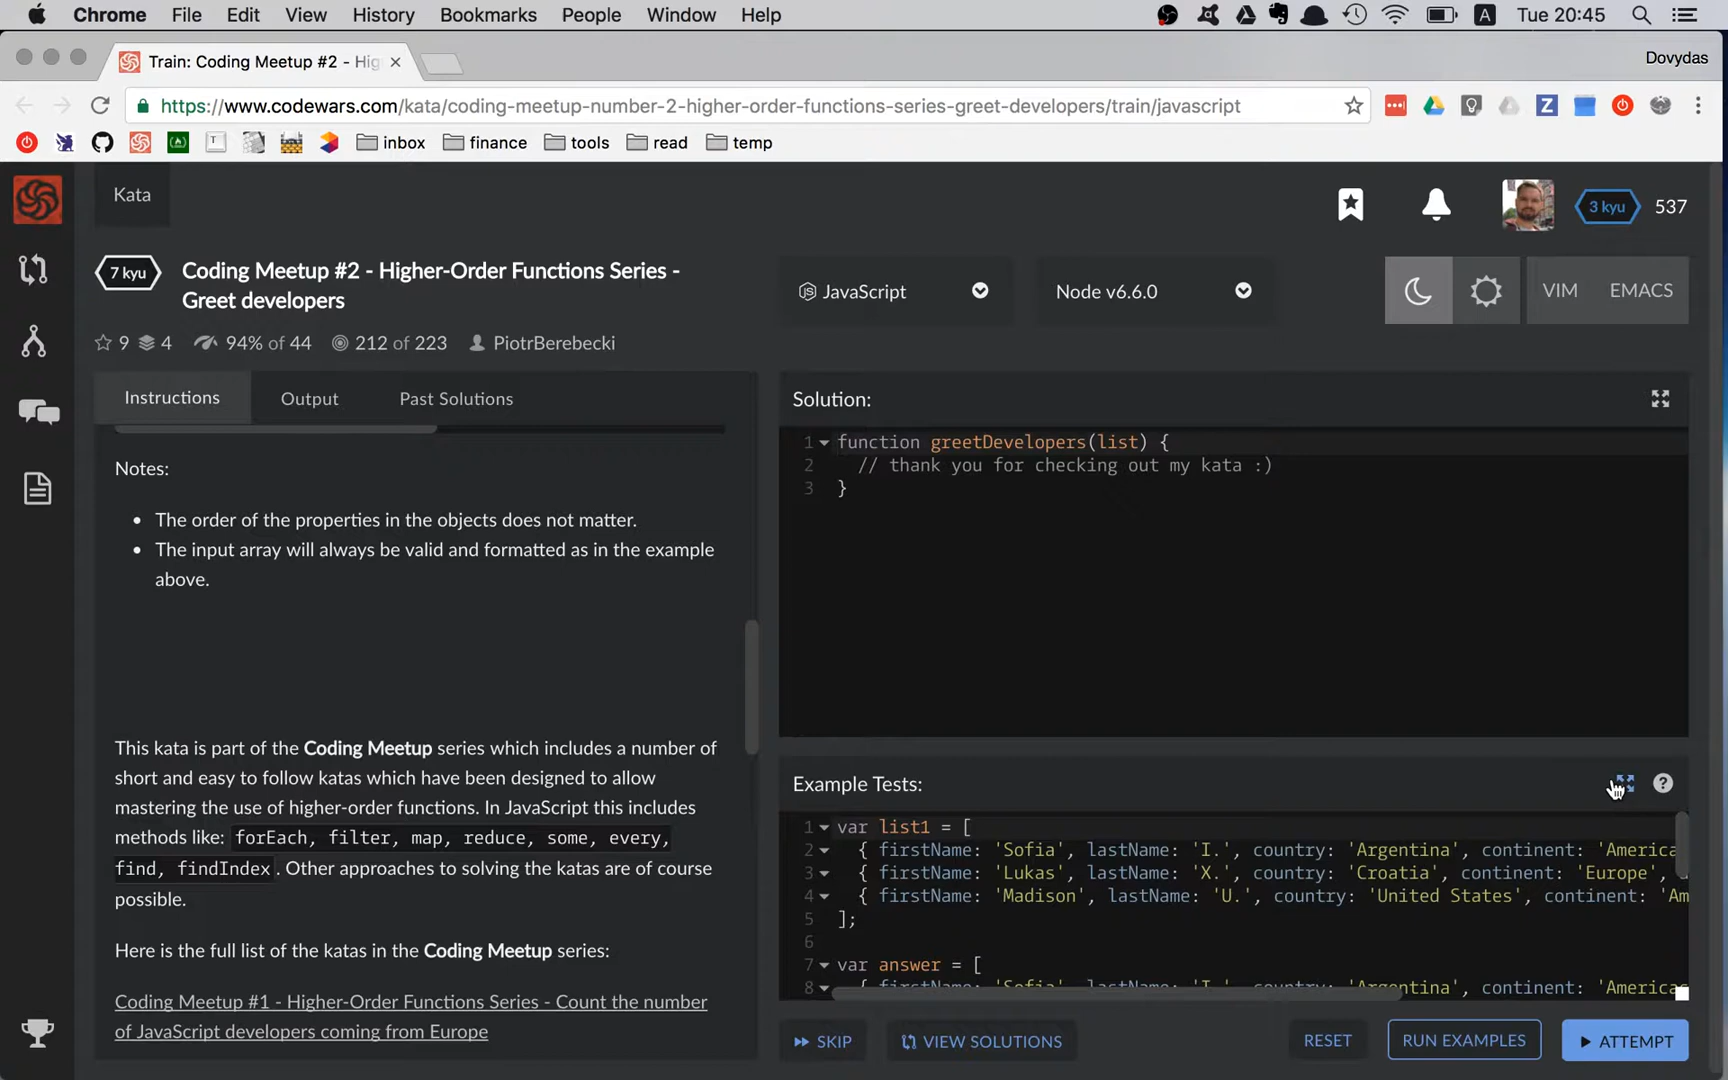 Chrome File Edit View History Bookmarks People Window Help A Tue 20:45
Train: Coding Meetup #2 - Hig Dovydas
https://www.codewars.com/kata/coding-meetup-number-2-higher-order-functions-series-greet-developers/train/javascript
inbox finance tools read temp
Kata
3 kyu 537
7 kyu
Coding Meetup #2 - Higher-Order Functions Series -
Greet developers
JavaScript Node v6.6.0 VIM EMACS
9 4 94% of 44 212 of 223 PiotrBerebecki
Instructions Output Past Solutions
Notes:
• The order of the properties in the objects does not matter.
• The input array will always be valid and formatted as in the example
above.
This kata is part of the Coding Meetup series which includes a number of
short and easy to follow katas which have been designed to allow
mastering the use of higher-order functions. In JavaScript this includes
methods like: forEach, filter, map, reduce, some, every,
find, findIndex. Other approaches to solving the katas are of course
possible.
Here is the full list of the katas in the Coding Meetup series:
Coding Meetup #1 - Higher-Order Functions Series - Count the number
of JavaScript developers coming from Europe
Solution:
1 function greetDevelopers(list) {
2 // thank you for checking out my kata :)
3 }
Example Tests: ?
1 var list1 = [
2 { firstName: 'Sofia', lastName: 'I.', country: 'Argentina', continent: 'America
3 { firstName: 'Lukas', lastName: 'X.', country: 'Croatia', continent: 'Europe',
4 { firstName: 'Madison', lastName: 'U.', country: 'United States', continent: 'Am
5 ];
6
7 var answer = [
8 { firstName: 'Sofia', lastName: 'I.', country: 'Argentina', continent: 'Americas
SKIP VIEW SOLUTIONS RESET RUN EXAMPLES ATTEMPT